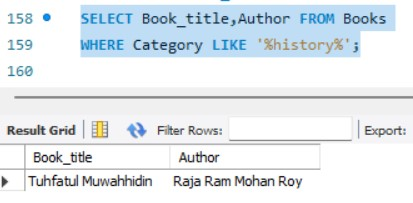 158 SELECT Book_title,Author FROM Books
159 WHERE Category LIKE '%history%';
160
Result Grid Filter Rows: Export:
Book_title Author
Tuhfatul Muwahhidin Raja Ram Mohan Roy